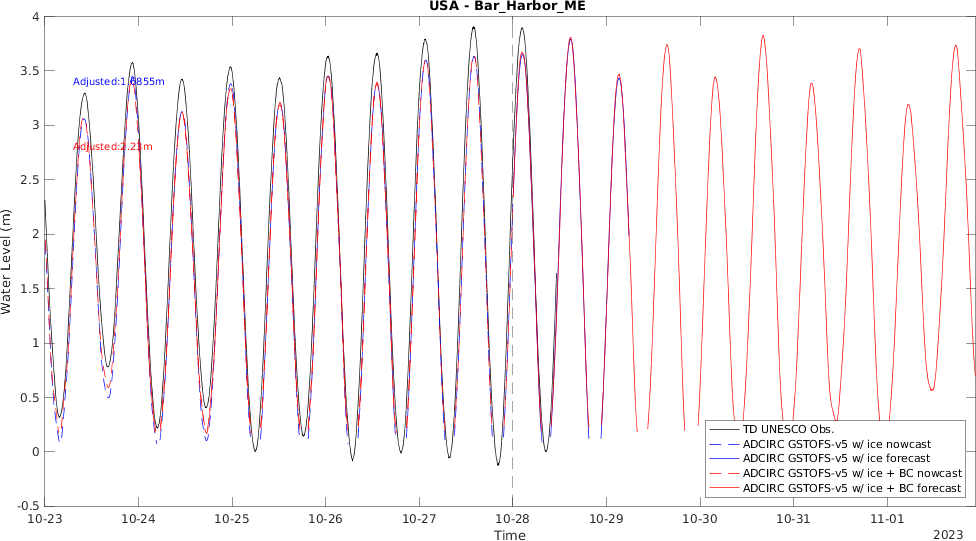 USA - Bar_Harbor_ME
4
3.5
3
2.5
2
1.5
1
0.5
0
-0.5
Water Level (m)
Adjusted:1.6855m
Adjusted:2.23m
TD UNESCO Obs.
ADCIRC GSTOFS-v5 w/ ice nowcast
ADCIRC GSTOFS-v5 w/ ice forecast
ADCIRC GSTOFS-v5 w/ ice + BC nowcast
ADCIRC GSTOFS-v5 w/ ice + BC forecast
10-23 10-24 10-25 10-26 10-27 10-28 10-29 10-30 10-31 11-01
Time
2023